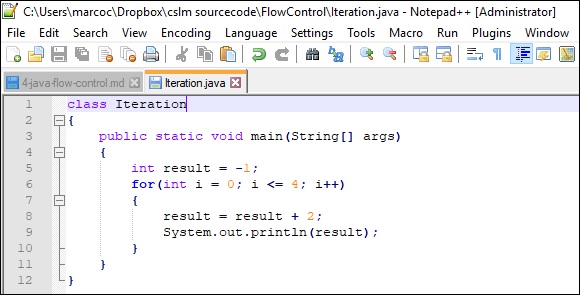 C:\Users\marcoc\Dropbox\cslm sourcecode\FlowControl\Iteration.java - Notepad++ [Administrator]
File Edit Search View Encoding Language Settings Tools Macro Run Plugins Window
4-java-flow-control.md Iteration.java
1 class Iteration
2 {
3 public static void main(String[] args)
4 {
5 int result = -1;
6 for(int i = 0; i <= 4; i++)
7 {
8 result = result + 2;
9 System.out.println(result);
10 }
11 }
12 }